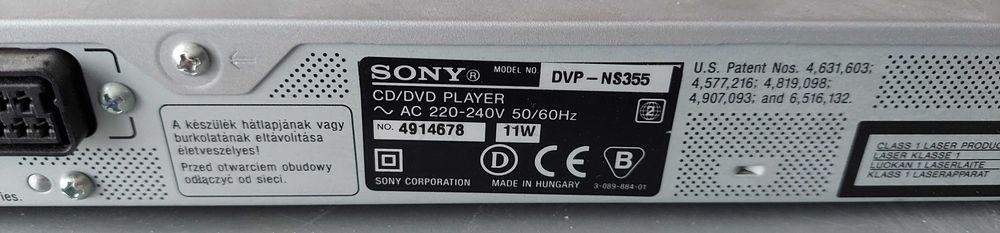 ies.
A készülék hátlapjának vagy
burkolatának eltávolítása
életveszélyes!
Przed otwarciem obudowy
odłączyć od sieci.
SONY® MODEL NO. DVP–NS355
CD/DVD PLAYER
~ AC 220-240V 50/60Hz
NO. 4914678 11W
D E B
SONY CORPORATION MADE IN HUNGARY 3-089-884-01
2
U.S. Patent Nos. 4,631,603;
4,577,216; 4,819,098;
4,907,093; and 6,516,132.
CLASS 1 LASER PRODUC
LASER KLASSE 1
LUOKAN 1 LASERLAITE
KLASS 1 LASERAPPARAT